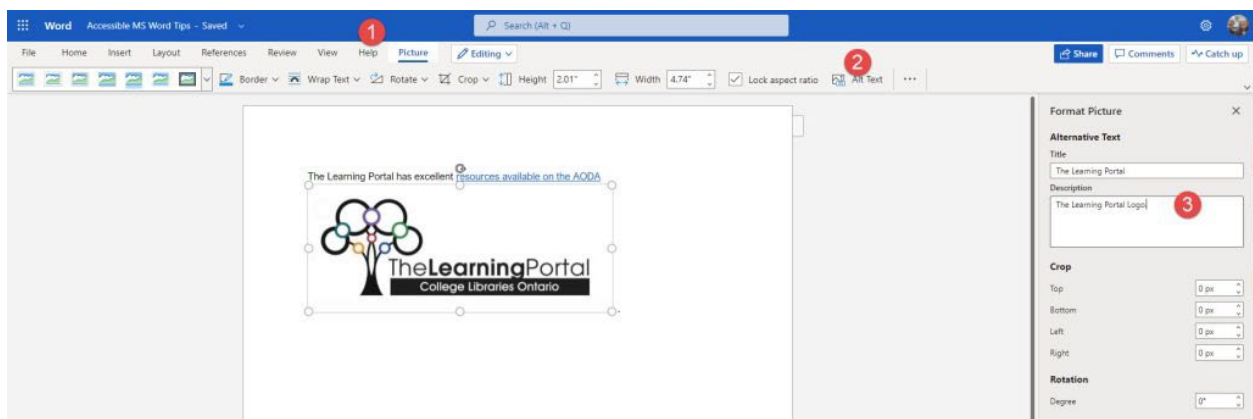 Word Accessible MS Word Tips - Saved Search (Alt + Q)
1
File Home Insert Layout References Review View Help Picture Editing Share Comments Catch up
2
Border Wrap Text Rotate Crop Height 2.01" Width 4.74" Lock aspect ratio Alt Text ...
Format Picture
Alternative Text
Title
The Learning Portal
Description
The Learning Portal Logo
3
Crop
Top 0 px
Bottom 0 px
Left 0 px
Right 0 px
Rotation
Degree 0°
The Learning Portal has excellent resources available on the AODA
TheLearningPortal
College Libraries Ontario